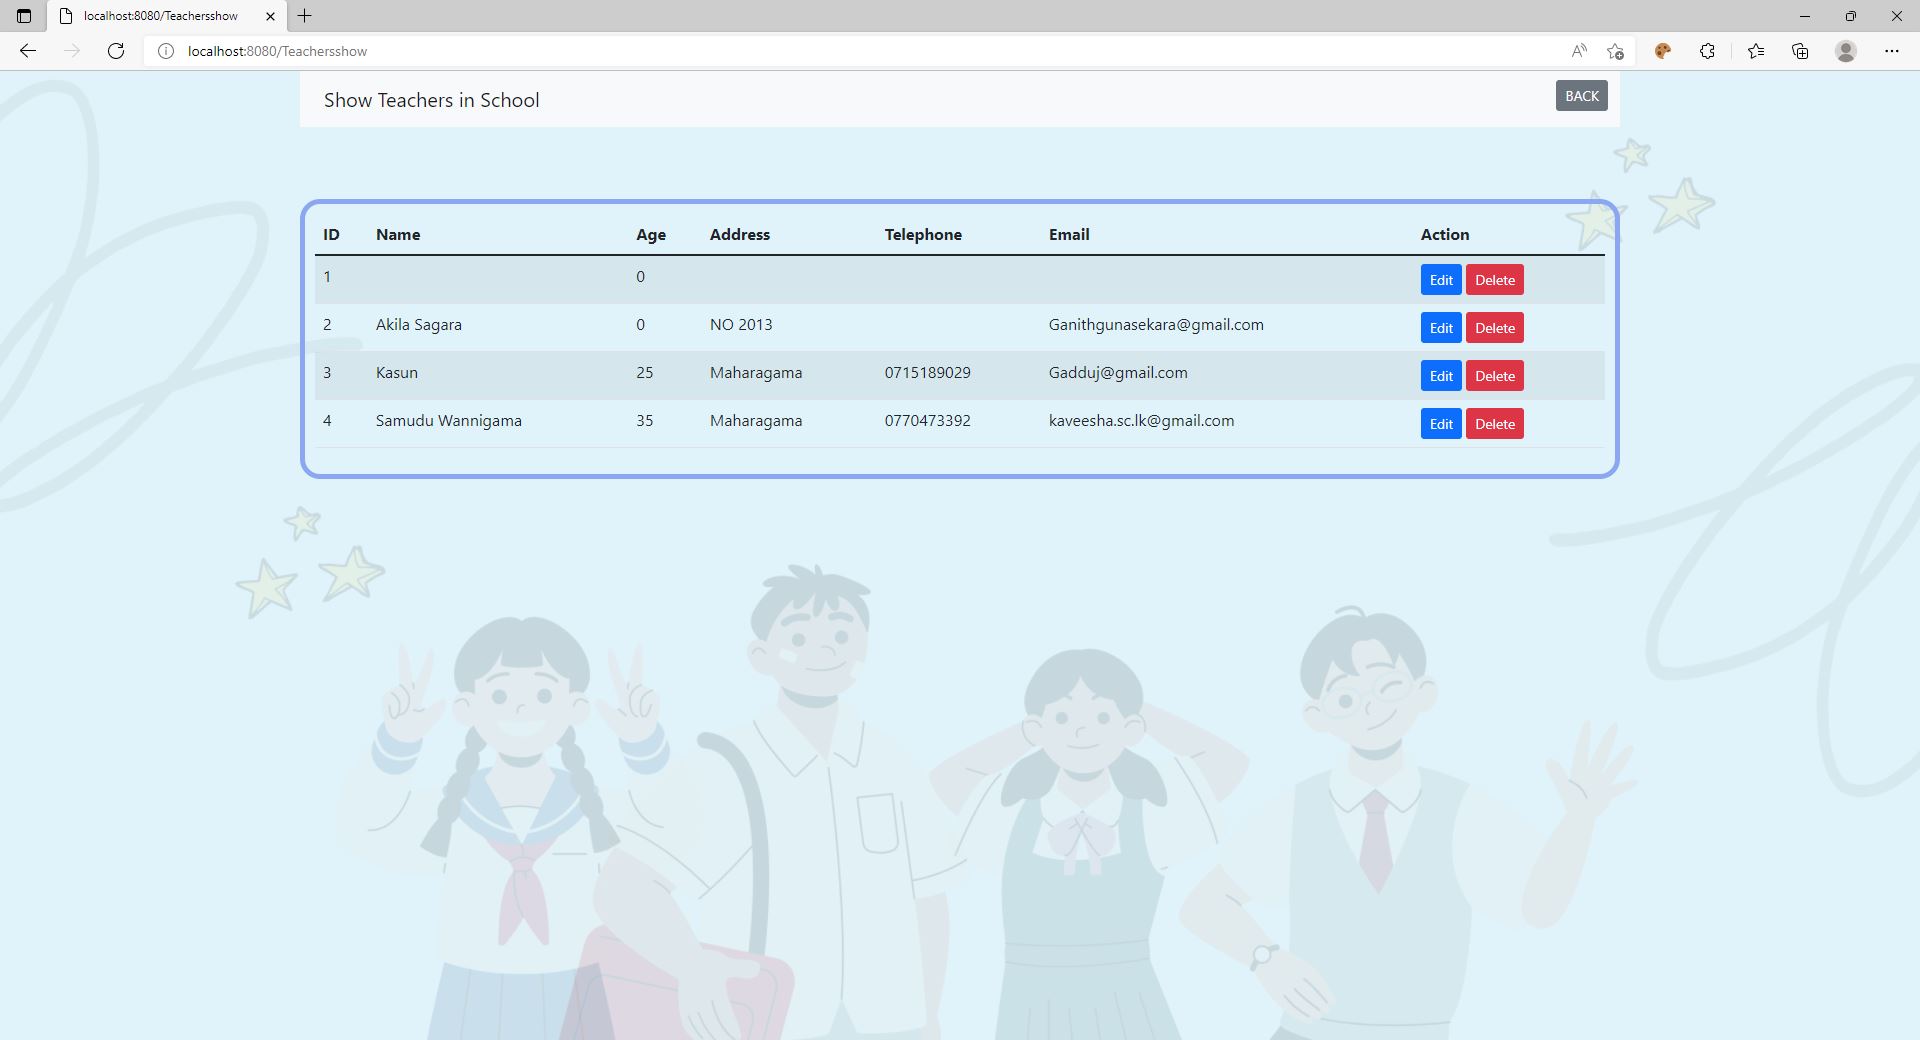 localhost:8080/Teachersshow
localhost:8080/Teachersshow
Show Teachers in School
BACK
ID Name Age Address Telephone Email Action
1 0 Edit Delete
2 Akila Sagara 0 NO 2013 Ganithgunasekara@gmail.com Edit Delete
3 Kasun 25 Maharagama 0715189029 Gadduj@gmail.com Edit Delete
4 Samudu Wannigama 35 Maharagama 0770473392 kaveesha.sc.lk@gmail.com Edit Delete